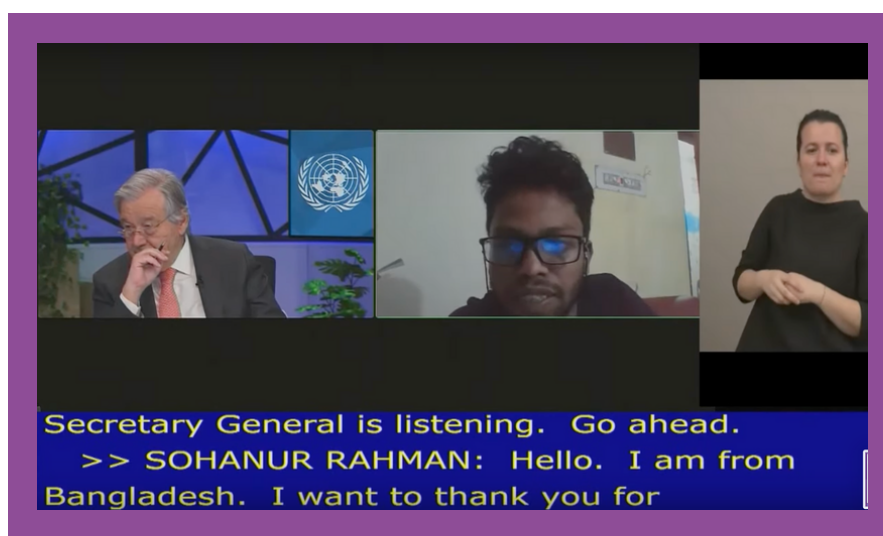 Secretary General is listening.  Go ahead.
>> SOHANUR RAHMAN:  Hello.  I am from
Bangladesh.  I want to thank you for